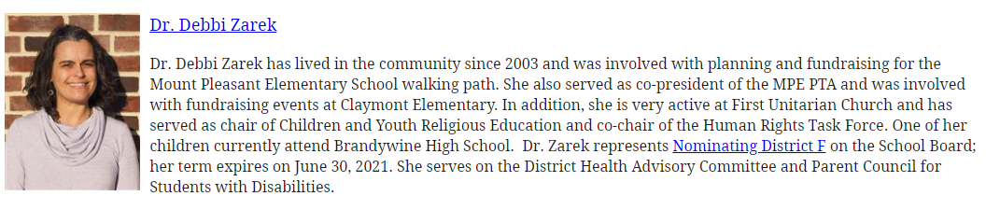 Dr. Debbi Zarek
Dr. Debbi Zarek has lived in the community since 2003 and was involved with planning and fundraising for the
Mount Pleasant Elementary School walking path. She also served as co-president of the MPE PTA and was involved
with fundraising events at Claymont Elementary. In addition, she is very active at First Unitarian Church and has
served as chair of Children and Youth Religious Education and co-chair of the Human Rights Task Force. One of her
children currently attend Brandywine High School.  Dr. Zarek represents Nominating District F on the School Board;
her term expires on June 30, 2021. She serves on the District Health Advisory Committee and Parent Council for
Students with Disabilities.